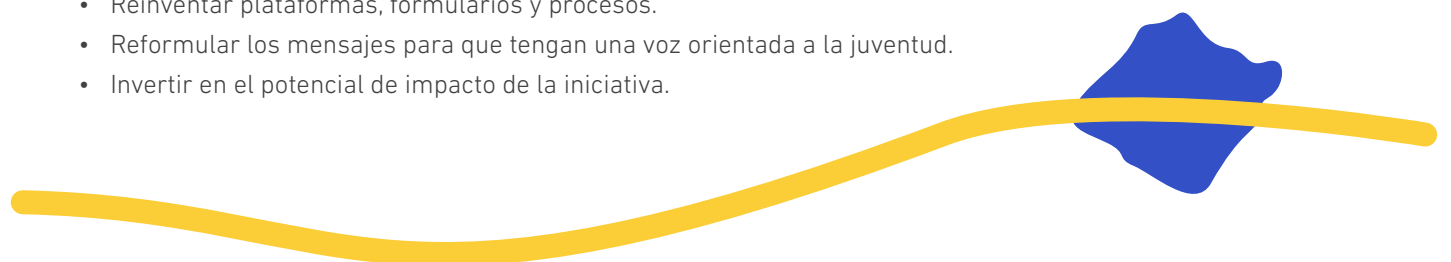 • Reinventar plataformas, formularios y procesos.
• Reformular los mensajes para que tengan una voz orientada a la juventud.
• Invertir en el potencial de impacto de la iniciativa.